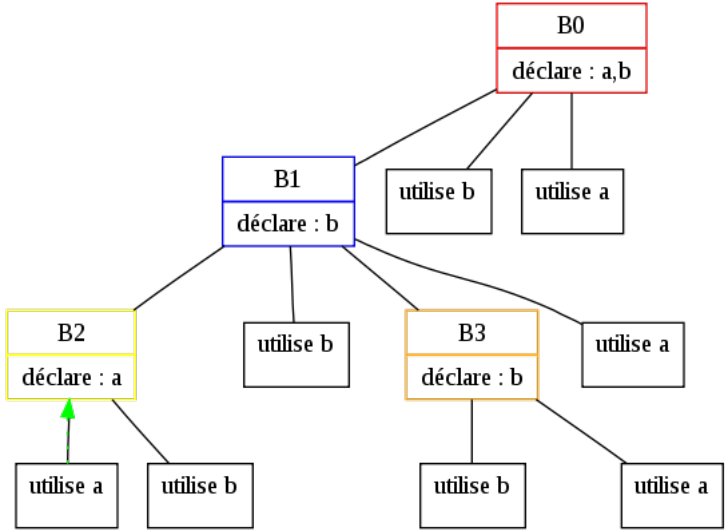 B0
déclare : a,b
B1
déclare : b
utilise b
utilise a
B2
déclare : a
utilise b
B3
déclare : b
utilise a
utilise a
utilise b
utilise b
utilise a